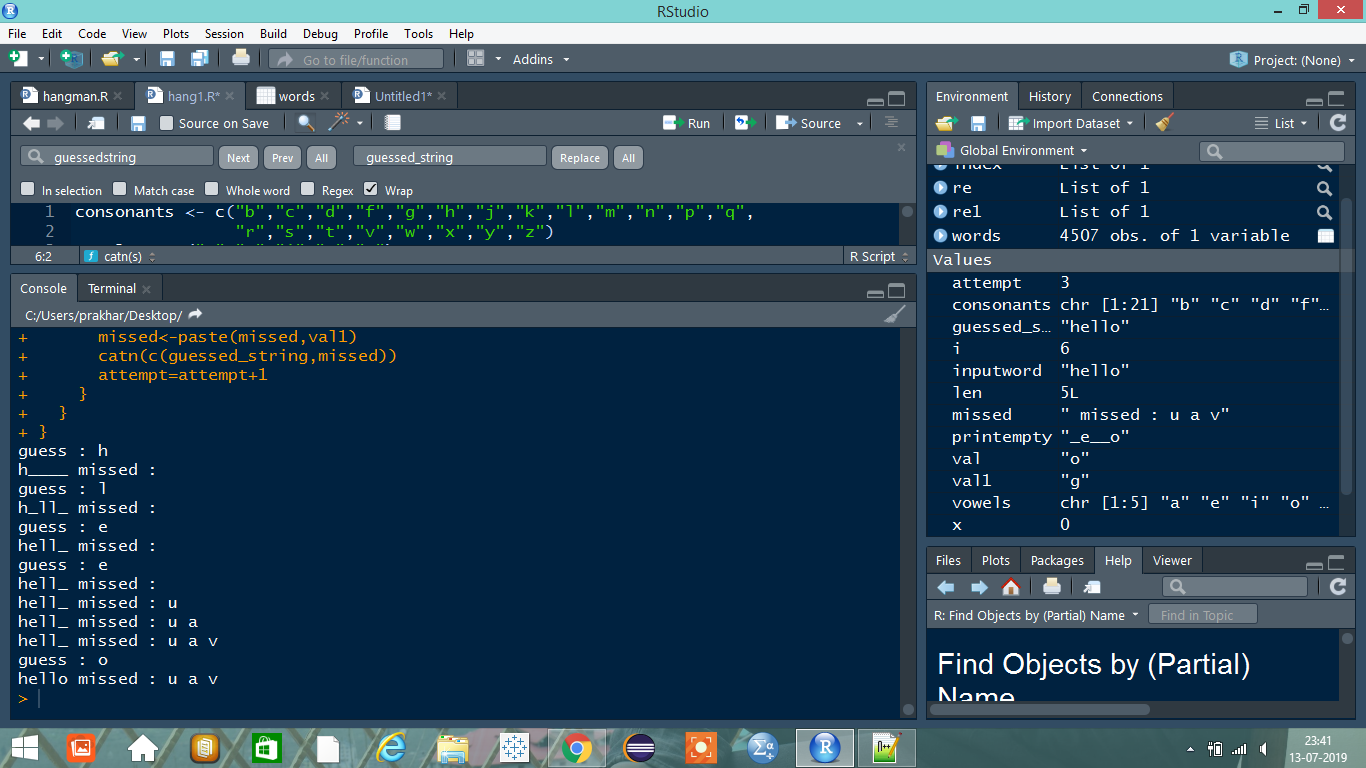 RStudio
File Edit Code View Plots Session Build Debug Profile Tools Help
Go to file/function Addins Project: (None)
hangman.R hang1.R* words Untitled1*
Source on Save Run Source
guessedstring Next Prev All guessed_string Replace All
In selection Match case Whole word Regex Wrap
1 consonants <- c("b","c","d","f","g","h","j","k","l","m","n","p","q",
2 "r","s","t","v","w","x","y","z")
6:2 catn(s) R Script
Console Terminal
C:/Users/prakhar/Desktop/
+ missed<-paste(missed,val1)
+ catn(c(guessed_string,missed))
+ attempt=attempt+1
+ }
+ }
+ }
guess : h
h____ missed :
guess : l
h_ll_ missed :
guess : e
hell_ missed :
guess : e
hell_ missed :
hell_ missed : u
hell_ missed : u a
hell_ missed : u a v
guess : o
hello missed : u a v
>
Environment History Connections
Import Dataset List
Global Environment
index List of 1
re List of 1
re1 List of 1
words 4507 obs. of 1 variable
Values
attempt 3
consonants chr [1:21] "b" "c" "d" "f"…
guessed_s… "hello"
i 6
inputword "hello"
len 5L
missed " missed : u a v"
printempty "_e__o"
val "o"
val1 "g"
vowels chr [1:5] "a" "e" "i" "o" …
x 0
Files Plots Packages Help Viewer
R: Find Objects by (Partial) Name Find in Topic
Find Objects by (Partial)
Name
23:41
13-07-2019